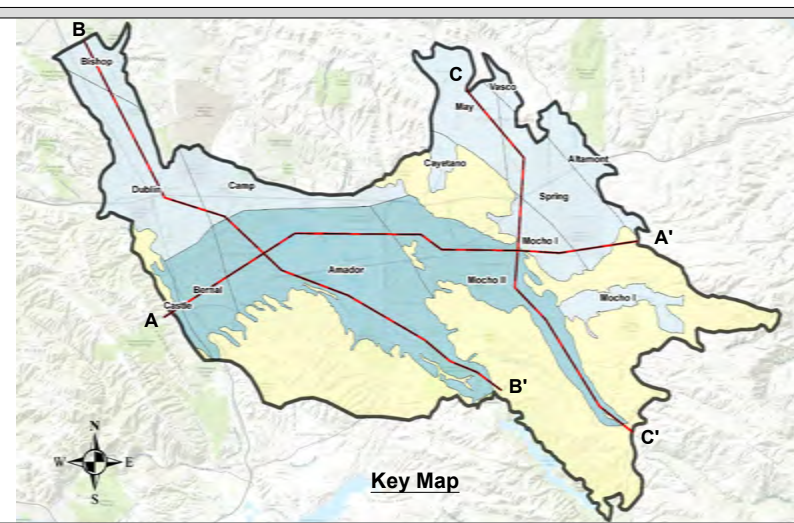 B
Bishop
C
Vasco
May
Cayetano
Altamont
Dublin
Camp
Spring
Mocho I
A'
Amador
Mocho II
Bernal
Castle
Mocho I
A
B'
C'
N
W
E
S
Key Map